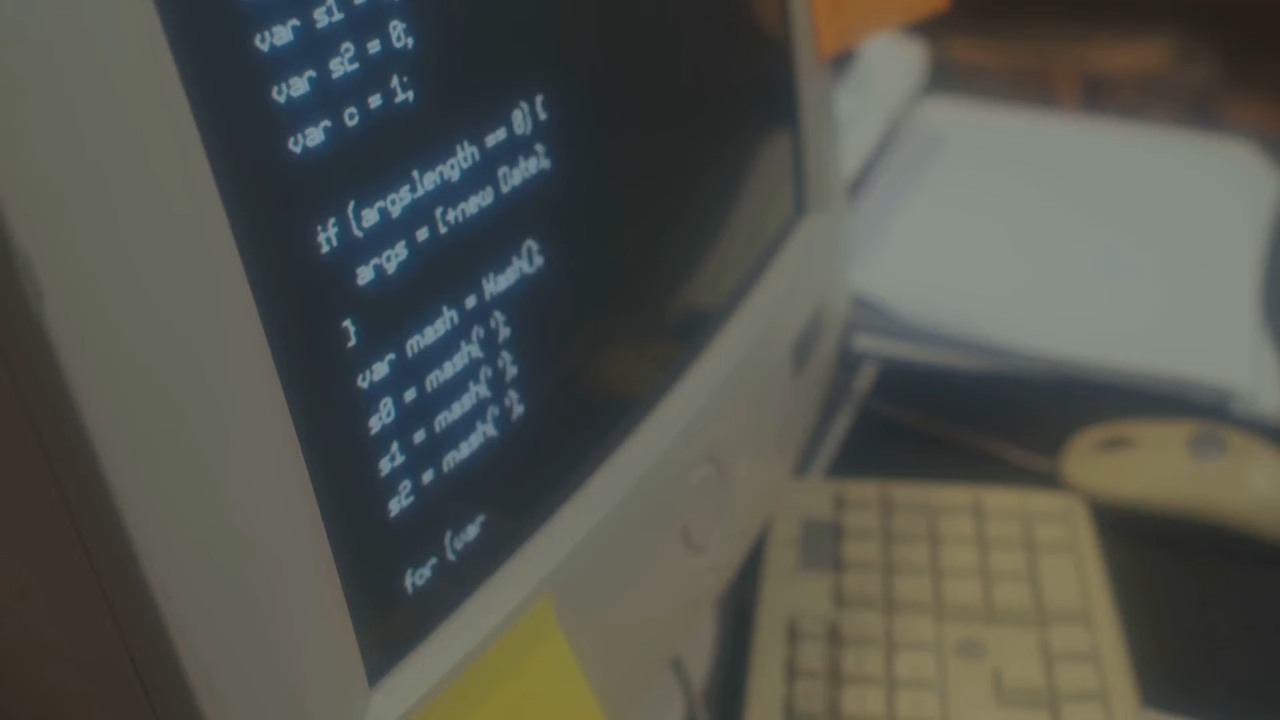 var s1 =
var s2 = 0;
var c = 1;
if (args.length == 0) {
args = [+new Date];
}
var mash = Mash();
s0 = mash(' ');
s1 = mash(' ');
s2 = mash(' ');
for (var